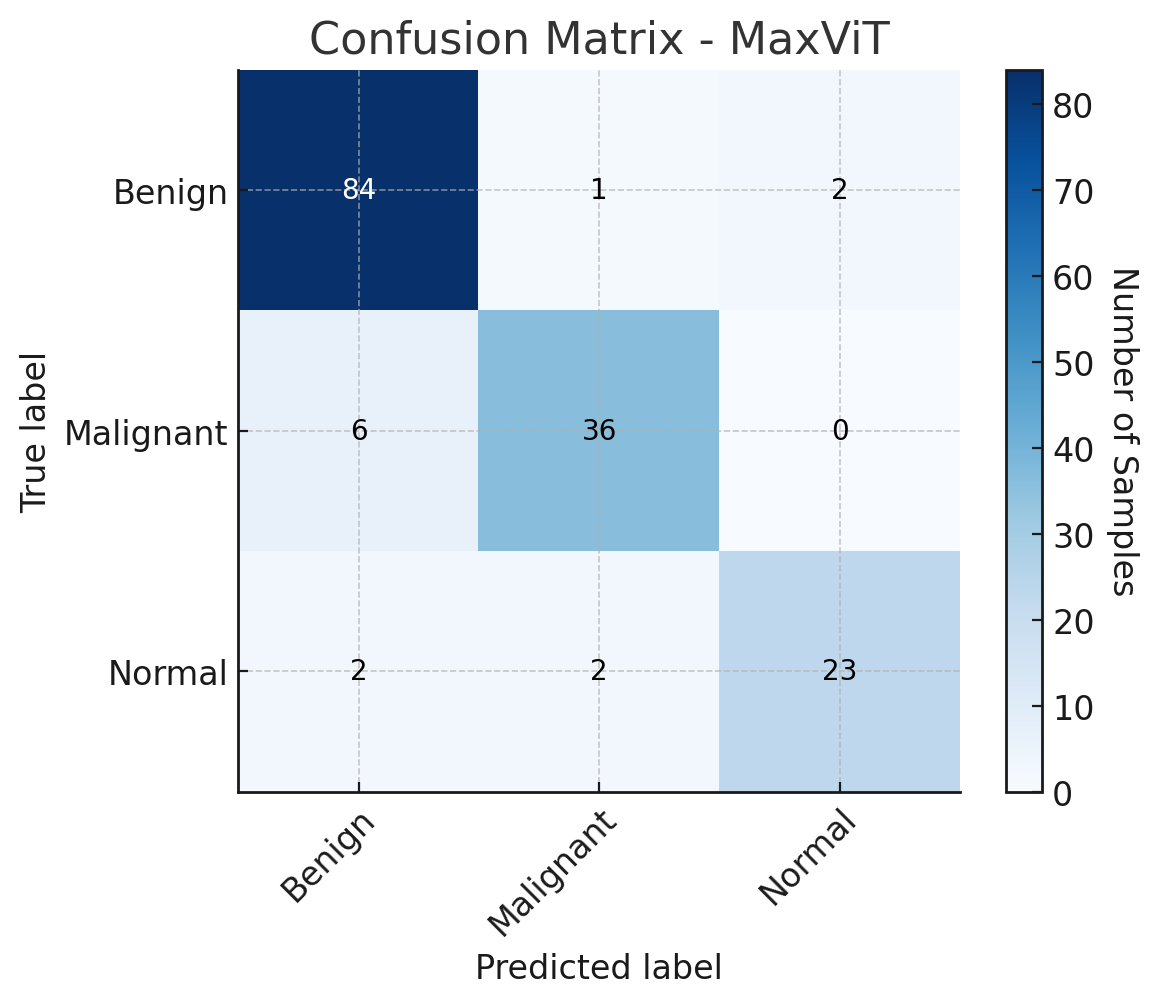 Confusion Matrix - MaxViT
True label
Benign 84 1 2
Malignant 6 36 0
Normal 2 2 23
Benign Malignant Normal
Predicted label
80
70
60
50
40
30
20
10
0
Number of Samples